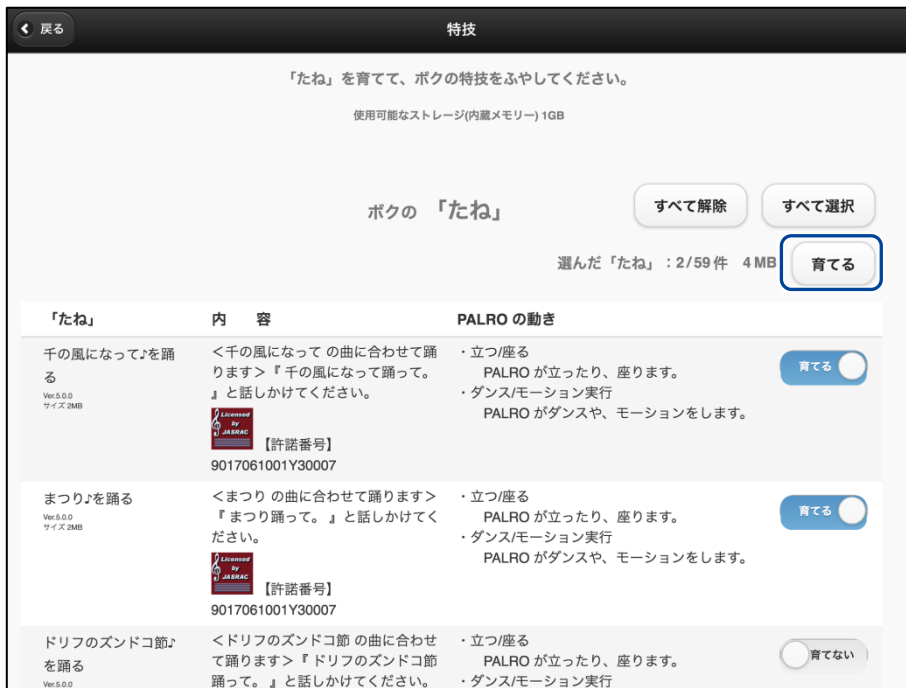 戻る
特技
「たね」を育てて、ボクの特技をふやしてください。
使用可能なストレージ(内蔵メモリー) 1GB
ボクの 「たね」
すべて解除
すべて選択
選んだ「たね」：2/59件 4MB
育てる
「たね」
内 容
PALRO の動き
千の風になって♪を踊
る
Ver.5.0.0
サイズ 2MB
＜千の風になって の曲に合わせて踊
ります＞『 千の風になって踊って。
』と話しかけてください。
Licensed
by
JASRAC
【許諾番号】
9017061001Y30007
・立つ/座る
PALRO が立ったり、座ります。
・ダンス/モーション実行
PALRO がダンスや、モーションをします。
育てる
まつり♪を踊る
Ver.5.0.0
サイズ 2MB
＜まつり の曲に合わせて踊ります＞
『 まつり踊って。 』と話しかけてく
ださい。
Licensed
by
JASRAC
【許諾番号】
9017061001Y30007
・立つ/座る
PALRO が立ったり、座ります。
・ダンス/モーション実行
PALRO がダンスや、モーションをします。
育てる
ドリフのズンドコ節♪
を踊る
Ver.5.0.0
＜ドリフのズンドコ節 の曲に合わせ
て踊ります＞『 ドリフのズンドコ節
踊って。 』と話しかけてください。
・立つ/座る
PALRO が立ったり、座ります。
・ダンス/モーション実行
育てない